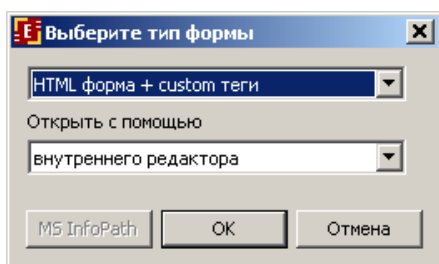 Выберите тип формы
HTML форма + custom теги
Открыть с помощью
внутреннего редактора
MS InfoPath
OK
Отмена